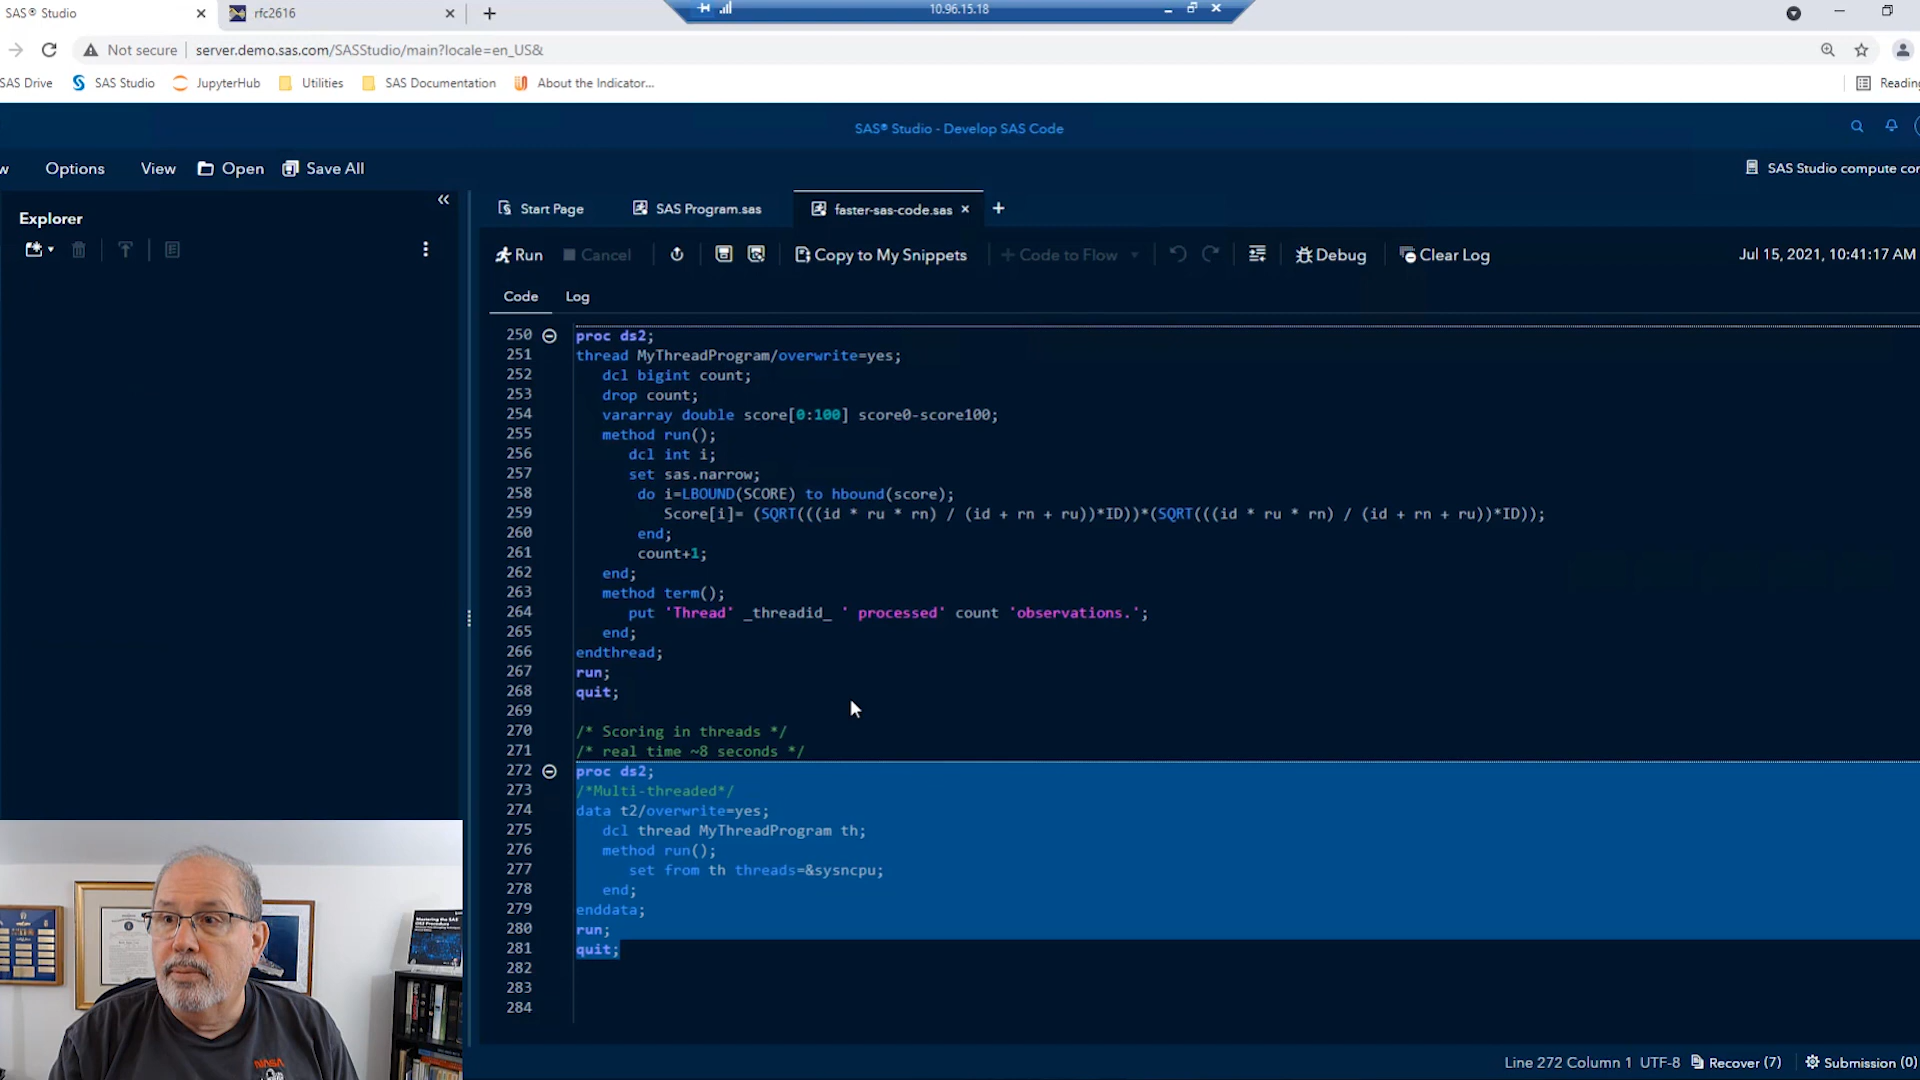 SAS® Studio
rfc2616
10.96.15.18
Not secure
server.demo.sas.com/SASStudio/main?locale=en_US&
SAS Drive
SAS Studio
JupyterHub
Utilities
SAS Documentation
About the Indicator...
Reading
SAS® Studio - Develop SAS Code
w
Options
View
Open
Save All
SAS Studio compute con
Explorer
Start Page
SAS Program.sas
faster-sas-code.sas
Run
Cancel
Copy to My Snippets
Code to Flow
Debug
Clear Log
Jul 15, 2021, 10:41:17 AM
Code
Log
250 proc ds2;
251 thread MyThreadProgram/overwrite=yes;
252 dcl bigint count;
253 drop count;
254 vararray double score[0:100] score0-score100;
255 method run();
256 dcl int i;
257 set sas.narrow;
258 do i=LBOUND(SCORE) to hbound(score);
259 Score[i]= (SQRT(((id * ru * rn) / (id + rn + ru))*ID))*(SQRT(((id * ru * rn) / (id + rn + ru))*ID));
260 end;
261 count+1;
262 end;
263 method term();
264 put 'Thread' _threadid_ ' processed' count 'observations.';
265 end;
266 endthread;
267 run;
268 quit;
269
270 /* Scoring in threads */
271 /* real time ~8 seconds */
272 proc ds2;
273 /*Multi-threaded*/
274 data t2/overwrite=yes;
275 dcl thread MyThreadProgram th;
276 method run();
277 set from th threads=&sysncpu;
278 end;
279 enddata;
280 run;
281 quit;
282
283
284
NASA
Line 272 Column 1 UTF-8
Recover (7)
Submission (0)